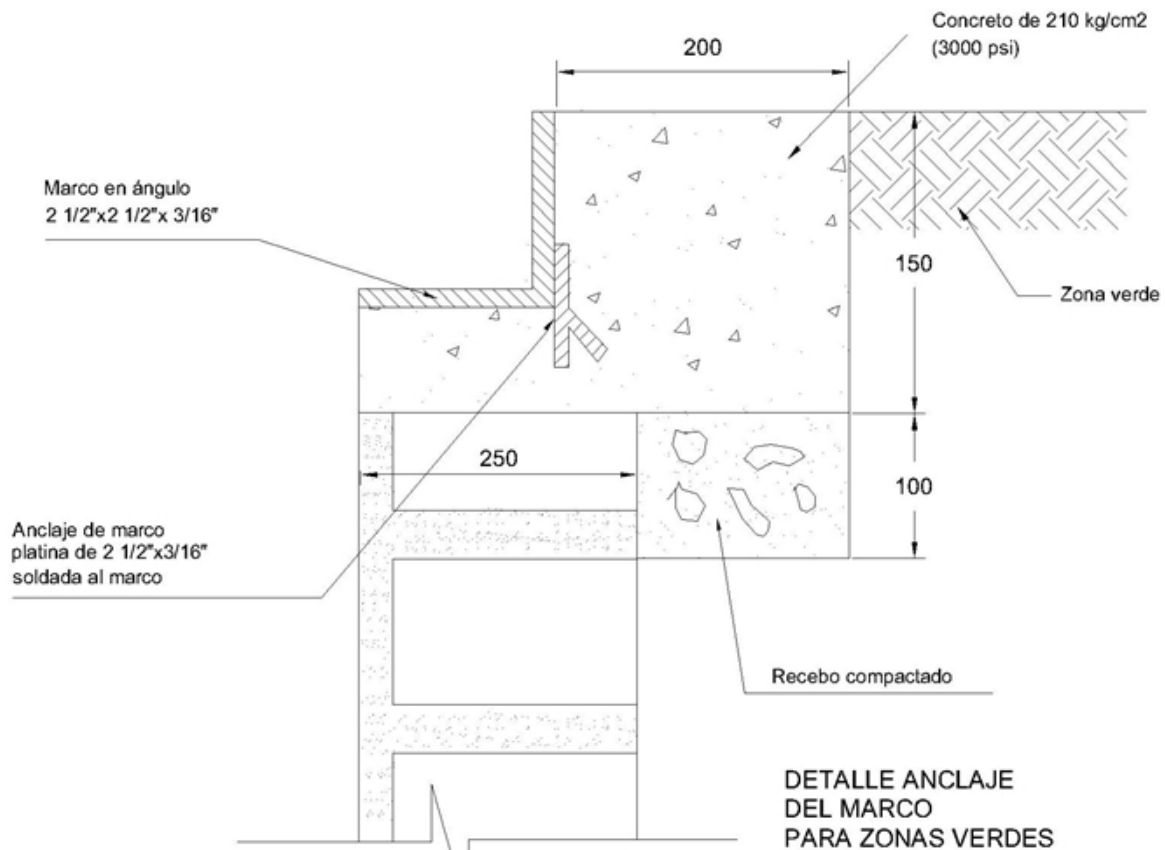 Concreto de 210 kg/cm2
(3000 psi)
200
Marco en ángulo
2 1/2"x2 1/2"x 3/16"
150
Zona verde
250
100
Anclaje de marco
platina de 2 1/2"x3/16"
soldada al marco
Recebo compactado
DETALLE ANCLAJE
DEL MARCO
PARA ZONAS VERDES